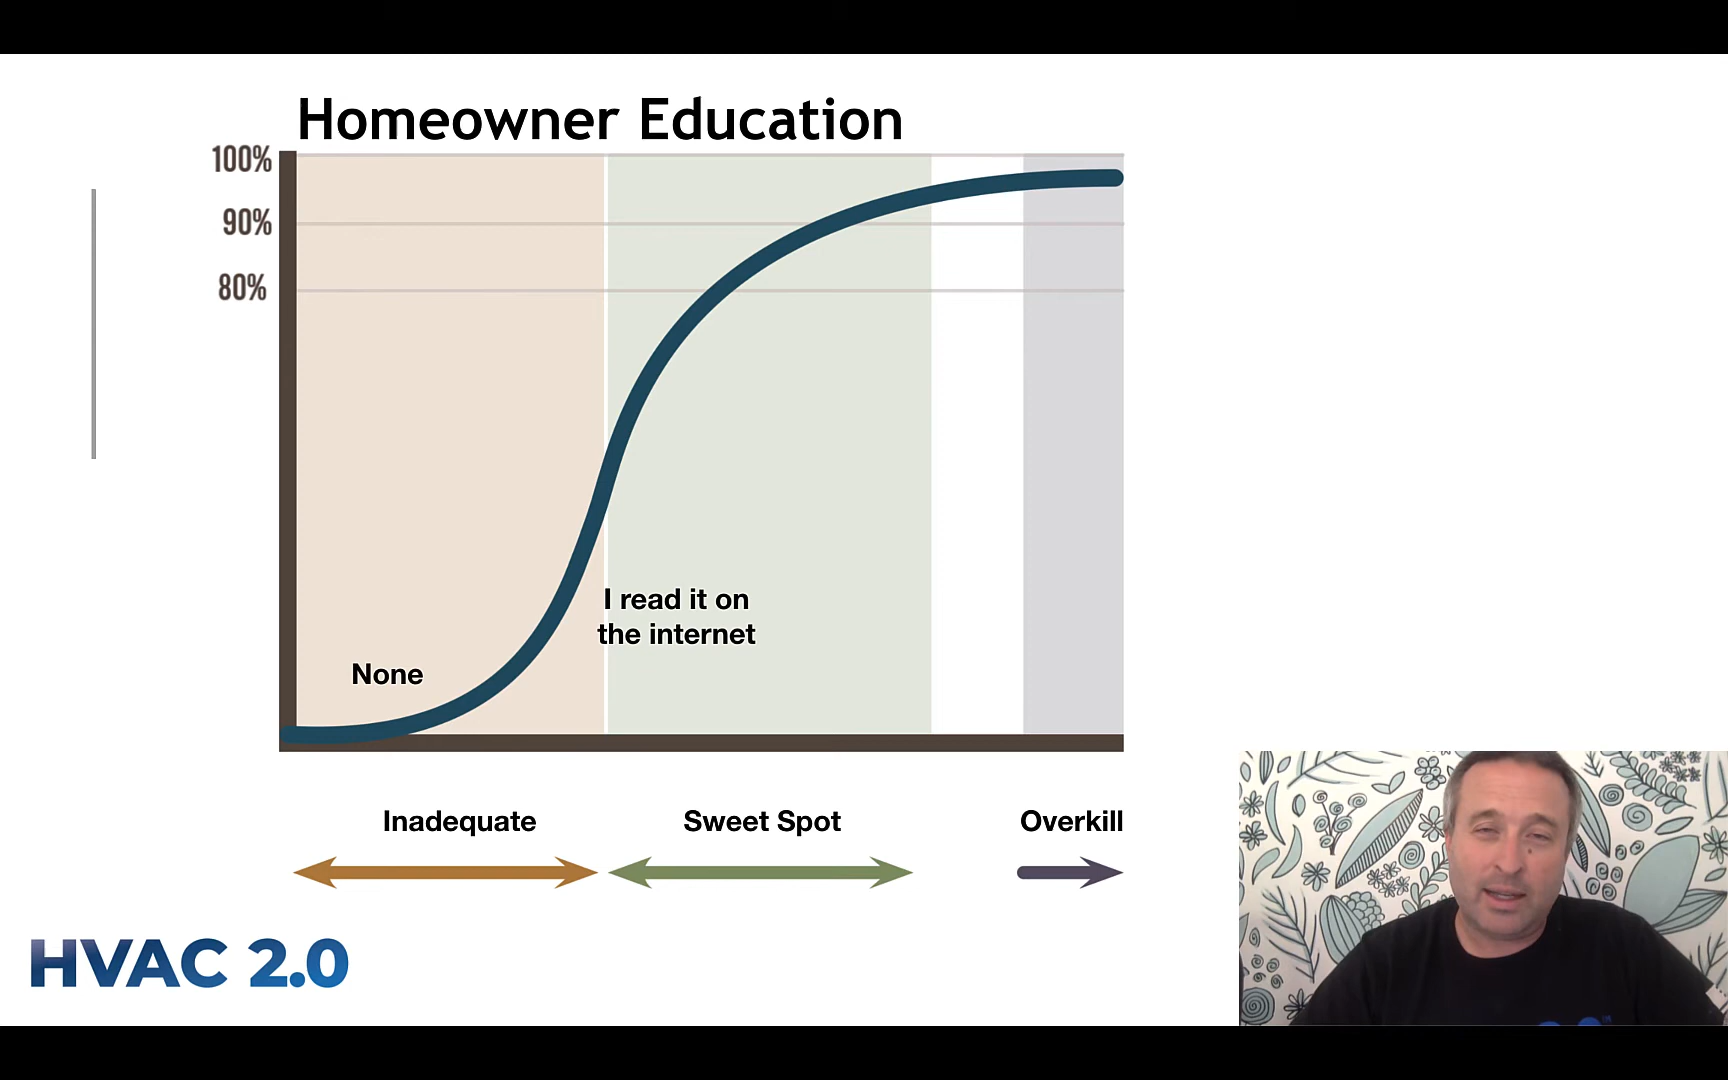 Homeowner Education
100%
90%
80%
I read it on
the internet
None
Inadequate
Sweet Spot
Overkill
HVAC 2.0